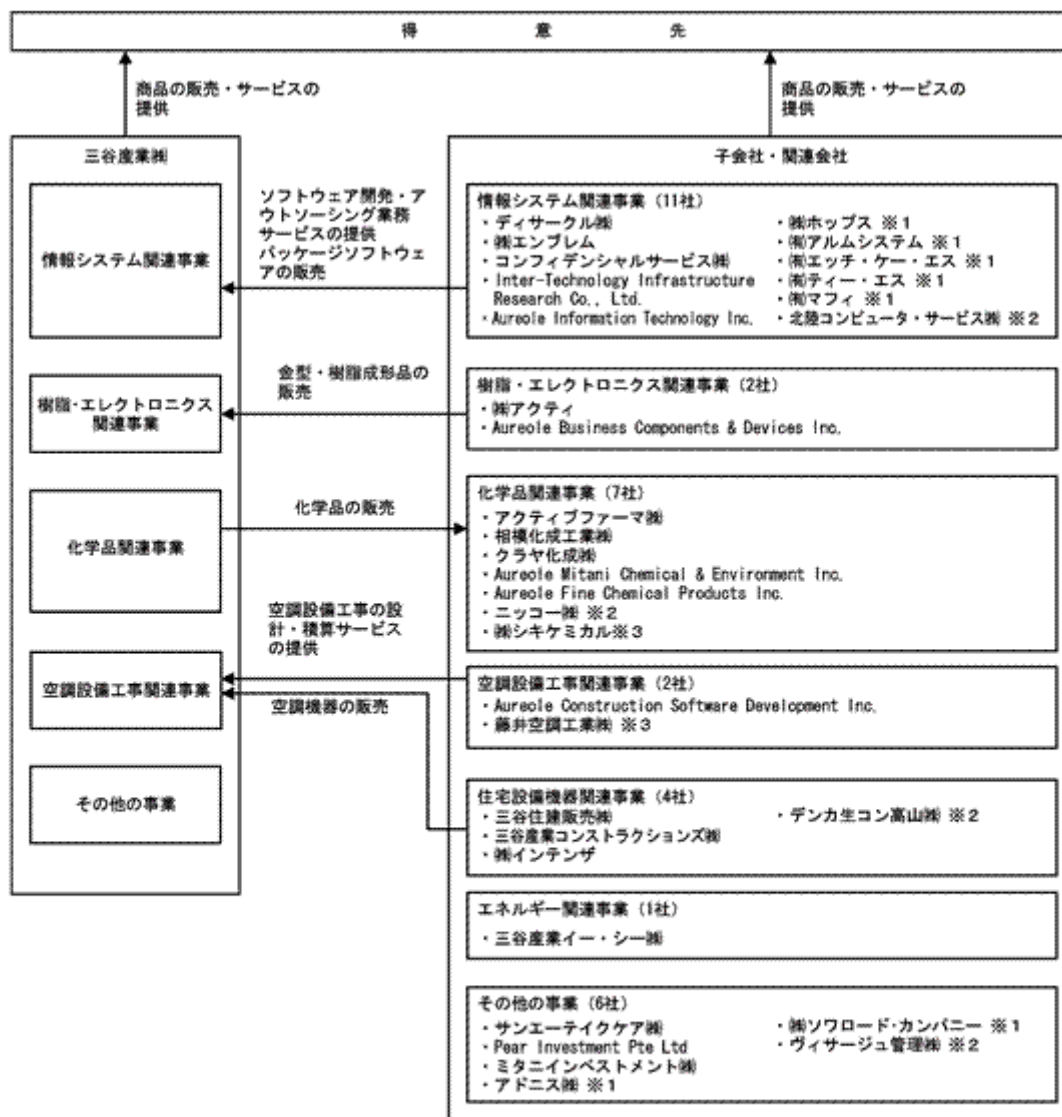 得意先
商品の販売・サービスの
提供
商品の販売・サービスの
提供
三谷産業㈱
情報システム関連事業
樹脂・エレクトロニクス
関連事業
化学品関連事業
空調設備工事関連事業
その他の事業
ソフトウェア開発・ア
ウトソーシング業務
サービスの提供
パッケージソフトウェ
アの販売
金型・樹脂成形品の
販売
化学品の販売
空調設備工事の設
計・積算サービス
の提供
空調機器の販売
子会社・関連会社
情報システム関連事業（11社）
・ディサークル㈱
・㈱エンブレム
・コンフィデンシャルサービス㈱
・Inter-Technology Infrastructure
Research Co., Ltd.
・Aureole Information Technology Inc.
・㈱ホップス ※1
・㈲アルムシステム ※1
・㈲エッチ・ケー・エス ※1
・㈲ティー・エス ※1
・㈲マフィ ※1
・北陸コンピュータ・サービス㈱ ※2
樹脂・エレクトロニクス関連事業（2社）
・㈱アクティ
・Aureole Business Components & Devices Inc.
化学品関連事業（7社）
・アクティブファーマ㈱
・相模化成工業㈱
・クラヤ化成㈱
・Aureole Mitani Chemical & Environment Inc.
・Aureole Fine Chemical Products Inc.
・ニッコー㈱ ※2
・㈱シキケミカル※3
空調設備工事関連事業（2社）
・Aureole Construction Software Development Inc.
・藤井空調工業㈱ ※3
住宅設備機器関連事業（4社）
・三谷住建販売㈱
・三谷産業コンストラクションズ㈱
・㈱インテンザ
・デンカ生コン高山㈱ ※2
エネルギー関連事業（1社）
・三谷産業イー・シー㈱
その他の事業（6社）
・サンエーテイクケア㈱
・Pear Investment Pte Ltd
・ミタニインベストメント㈱
・アドニス㈱ ※1
・㈱ソワロード・カンパニー ※1
・ヴィサージュ管理㈱ ※2